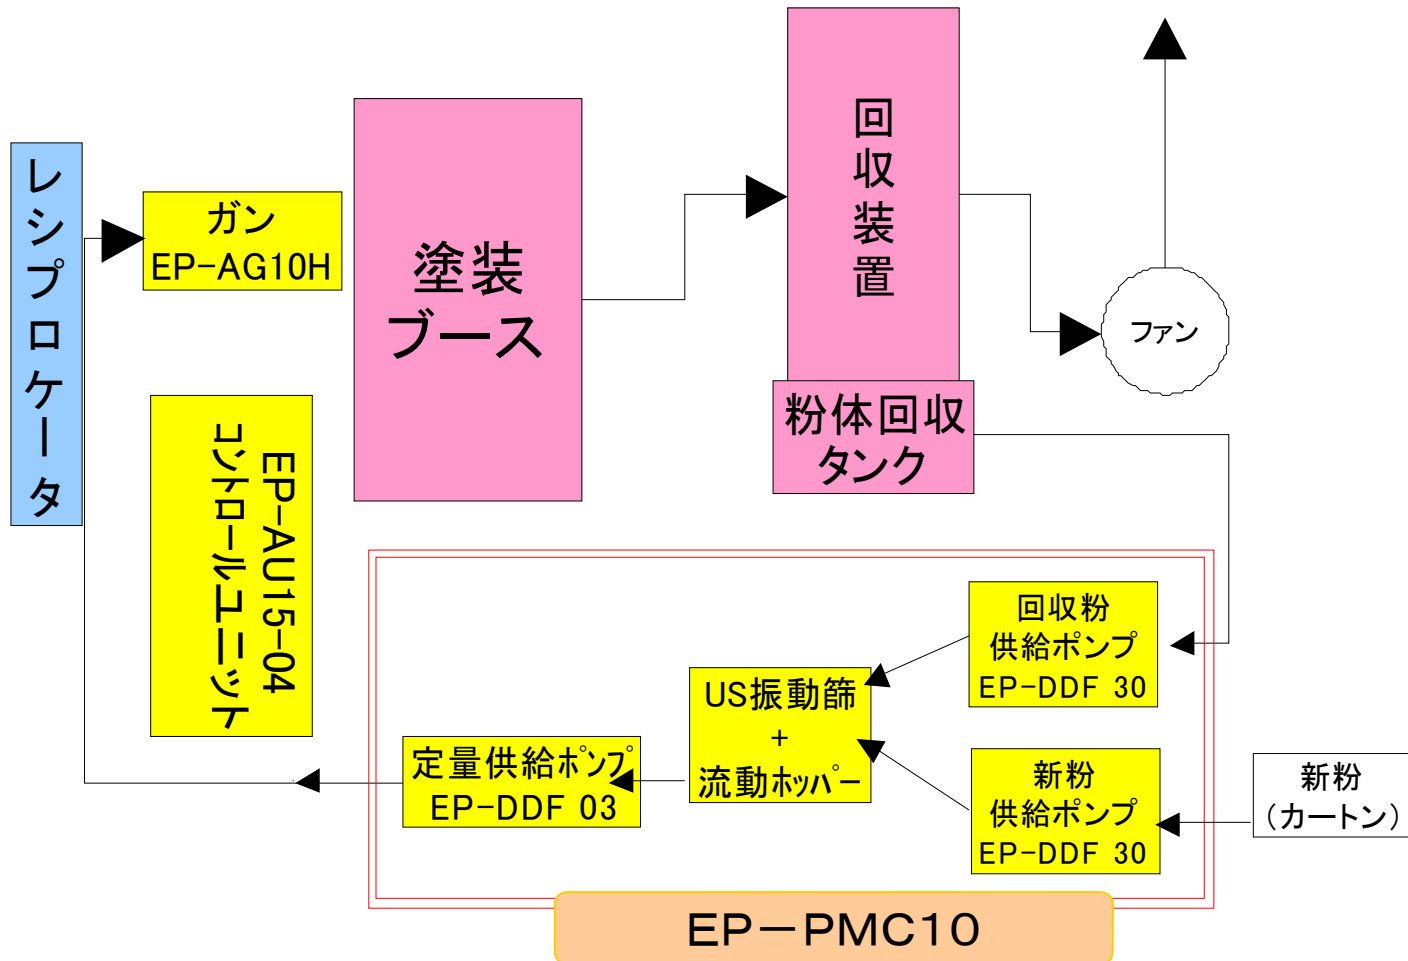 レシプロケータ
ガン
EP-AG10H
塗装
ブース
回収装置
ファン
粉体回収
タンク
EP-AU15-04
コントロールユニット
回収粉
供給ポンプ
EP-DDF 30
US振動篩
+
流動ホッパー
定量供給ポンプ
EP-DDF 03
新粉
供給ポンプ
EP-DDF 30
新粉
（カートン）
EP－PMC10